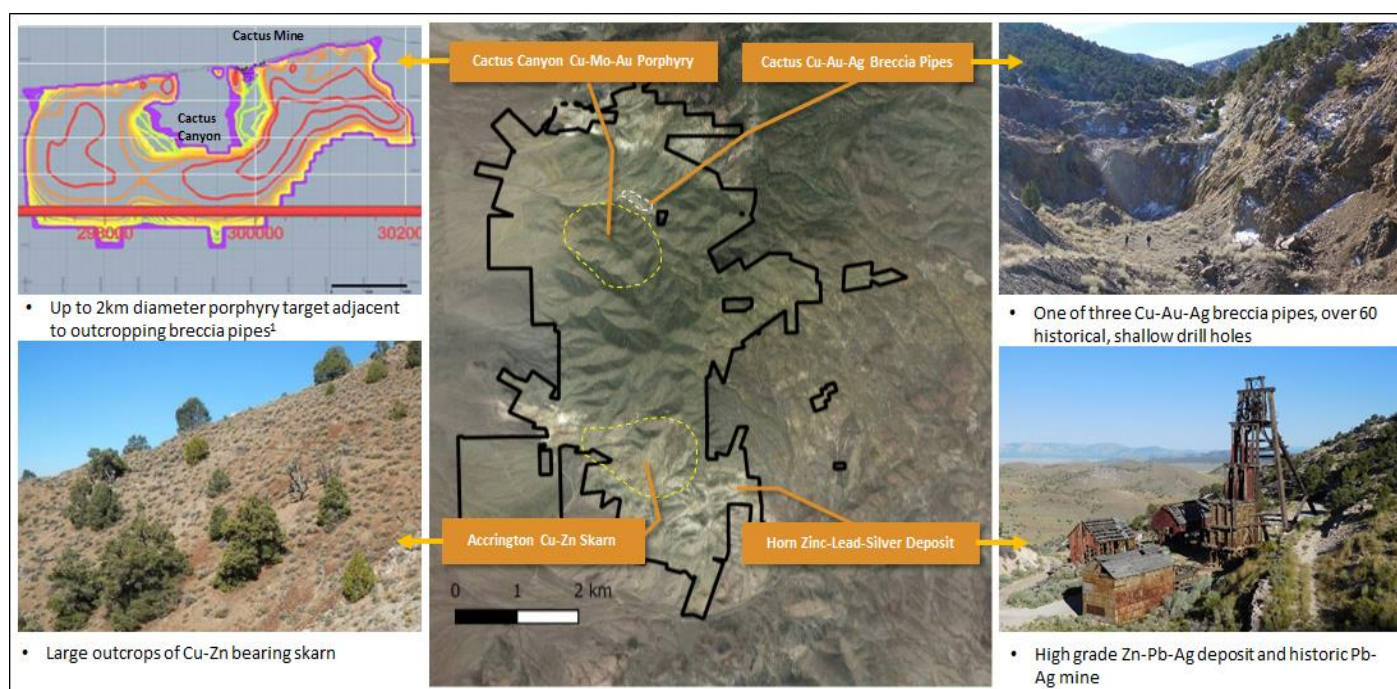 Cactus Mine
Cactus
Canyon
298000
300000
30200
• Up to 2km diameter porphyry target adjacent
to outcropping breccia pipes¹
• Large outcrops of Cu-Zn bearing skarn
Cactus Canyon Cu-Mo-Au Porphyry
Cactus Cu-Au-Ag Breccia Pipes
Accrington Cu-Zn Skarn
Horn Zinc-Lead-Silver Deposit
0 1 2 km
• One of three Cu-Au-Ag breccia pipes, over 60
historical, shallow drill holes
• High grade Zn-Pb-Ag deposit and historic Pb-
Ag mine